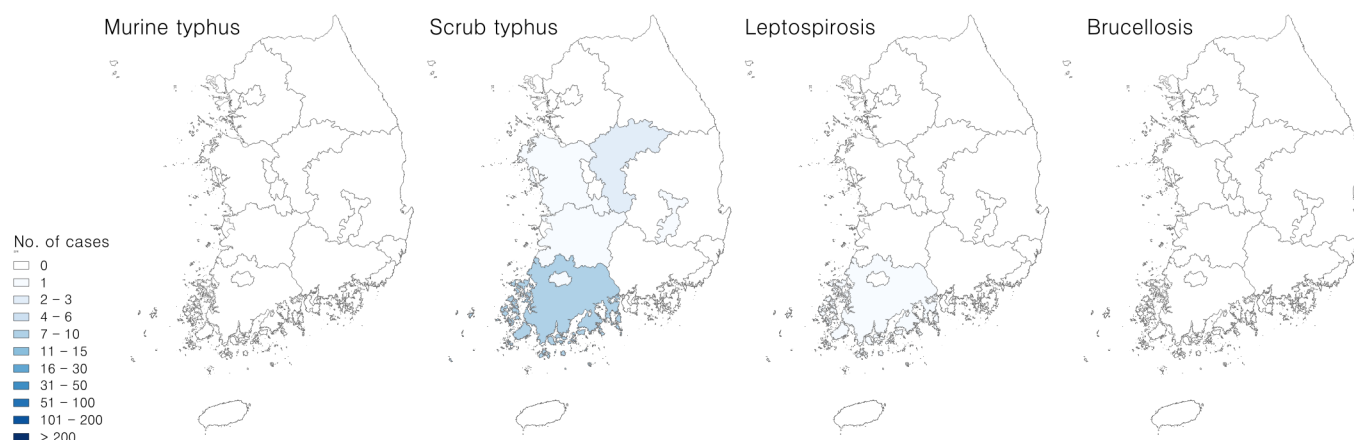 Murine typhus
Scrub typhus
Leptospirosis
Brucellosis
No. of cases
0
1
2 – 3
4 – 6
7 – 10
11 – 15
16 – 30
31 – 50
51 – 100
101 – 200
> 200